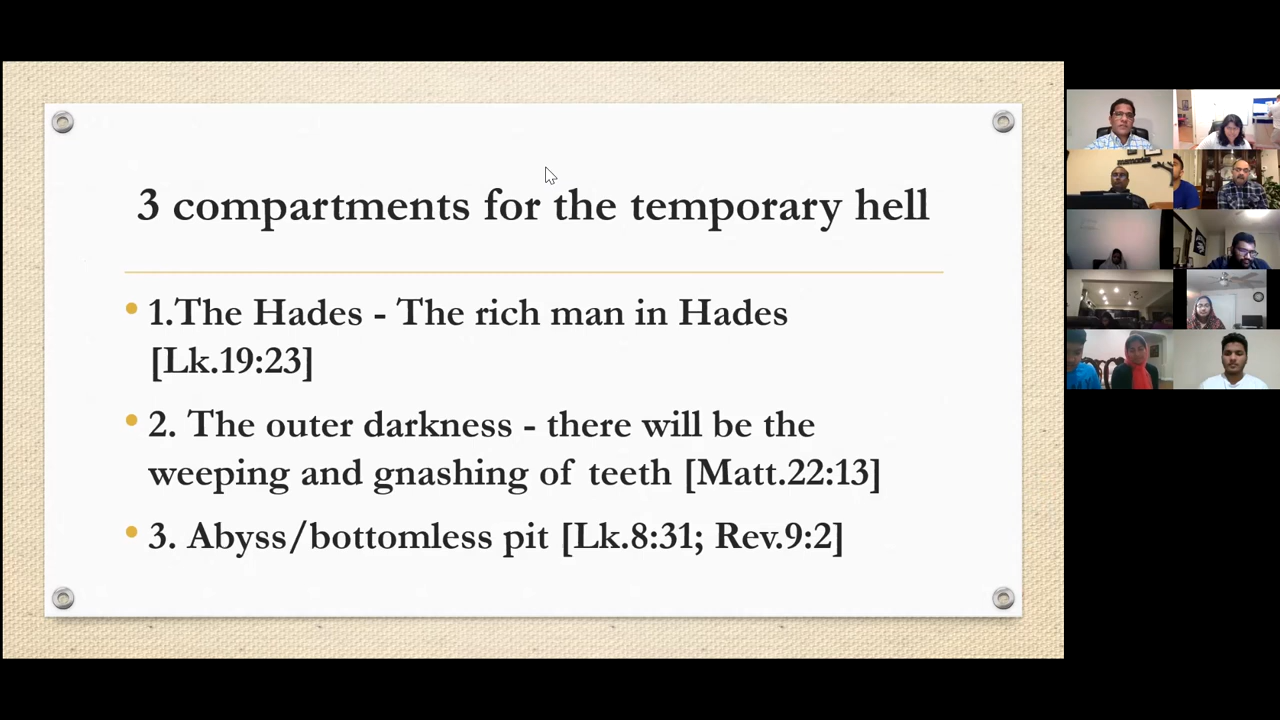 3 compartments for the temporary hell
• 1.The Hades - The rich man in Hades
[Lk.19:23]
• 2. The outer darkness - there will be the
weeping and gnashing of teeth [Matt.22:13]
• 3. Abyss/bottomless pit [Lk.8:31; Rev.9:2]